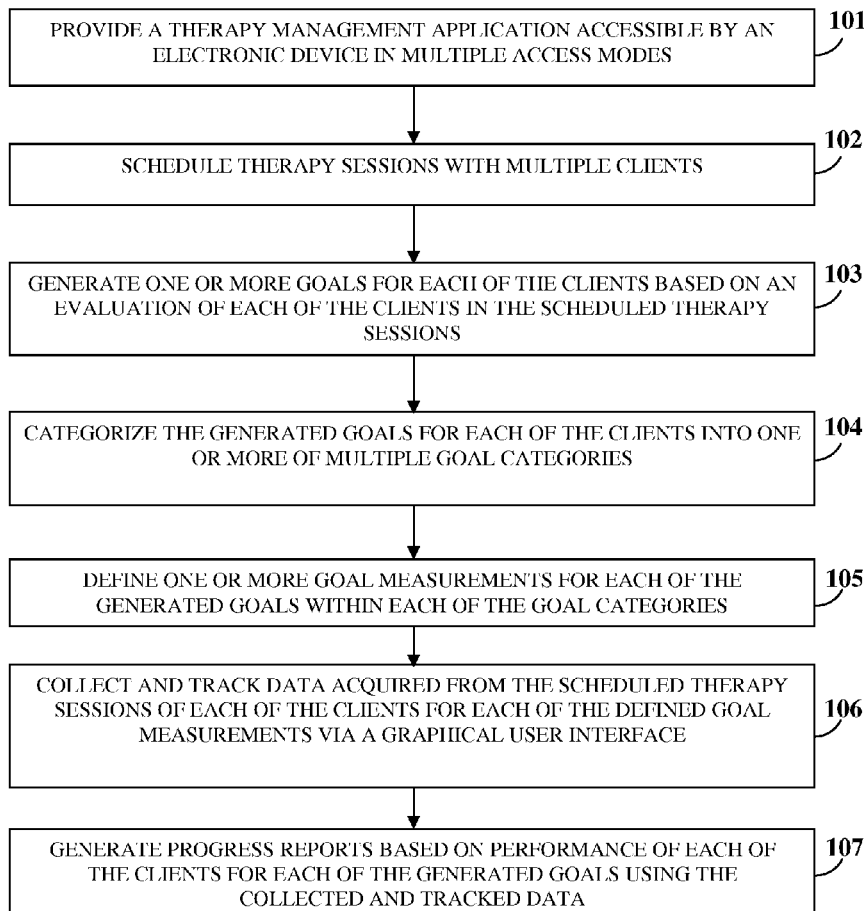 101
PROVIDE A THERAPY MANAGEMENT APPLICATION ACCESSIBLE BY AN
ELECTRONIC DEVICE IN MULTIPLE ACCESS MODES
102
SCHEDULE THERAPY SESSIONS WITH MULTIPLE CLIENTS
103
GENERATE ONE OR MORE GOALS FOR EACH OF THE CLIENTS BASED ON AN
EVALUATION OF EACH OF THE CLIENTS IN THE SCHEDULED THERAPY
SESSIONS
104
CATEGORIZE THE GENERATED GOALS FOR EACH OF THE CLIENTS INTO ONE
OR MORE OF MULTIPLE GOAL CATEGORIES
105
DEFINE ONE OR MORE GOAL MEASUREMENTS FOR EACH OF THE
GENERATED GOALS WITHIN EACH OF THE GOAL CATEGORIES
106
COLLECT AND TRACK DATA ACQUIRED FROM THE SCHEDULED THERAPY
SESSIONS OF EACH OF THE CLIENTS FOR EACH OF THE DEFINED GOAL
MEASUREMENTS VIA A GRAPHICAL USER INTERFACE
107
GENERATE PROGRESS REPORTS BASED ON PERFORMANCE OF EACH OF
THE CLIENTS FOR EACH OF THE GENERATED GOALS USING THE
COLLECTED AND TRACKED DATA